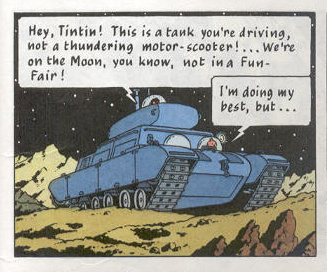 Hey, Tintin! This is a tank you're driving,
not a thundering motor-scooter!... We're
on the Moon, you know, not in a Fun-
Fair!
I'm doing my
best, but...